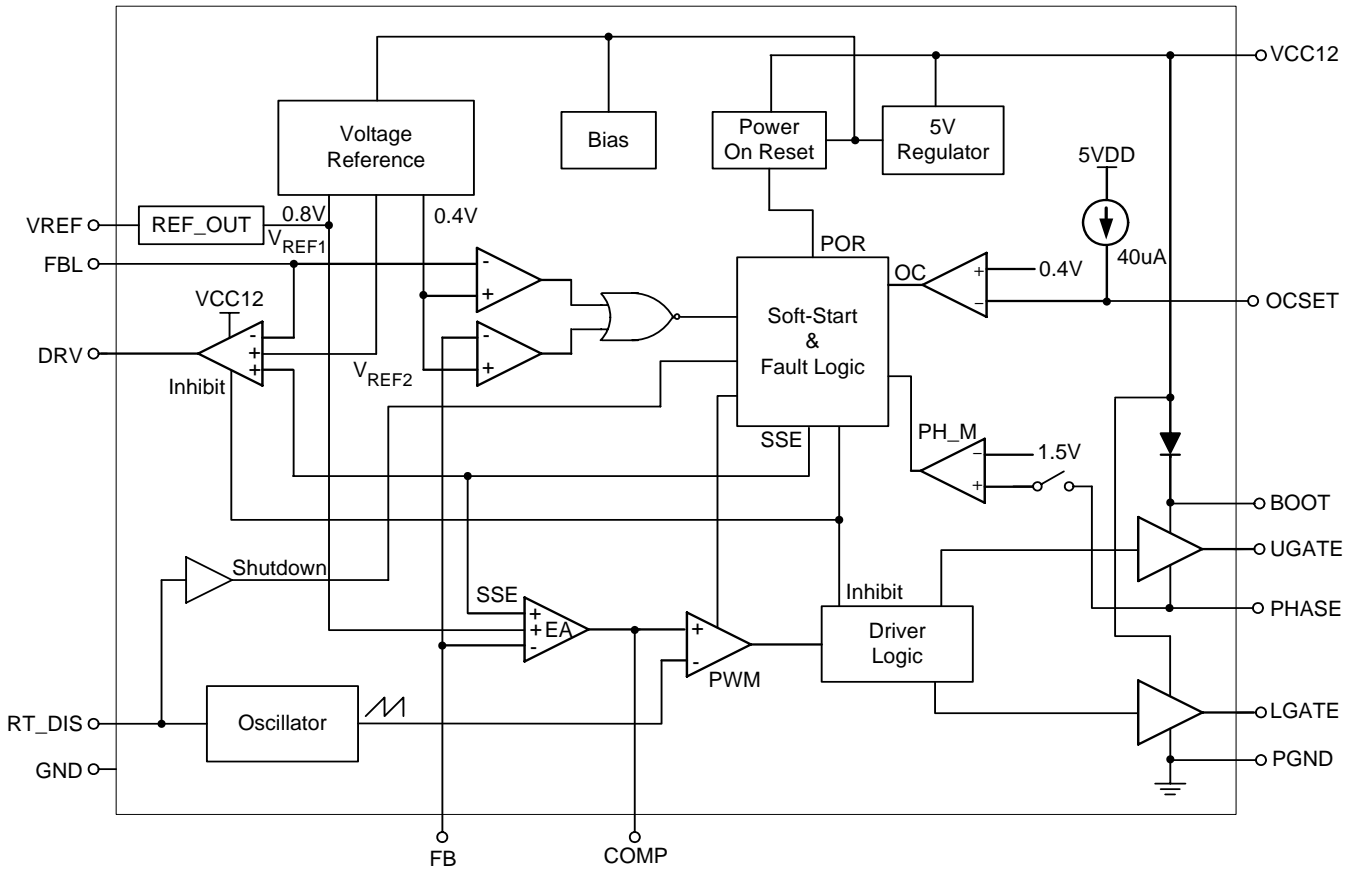 VCC12
Voltage
Reference
Bias
Power
On Reset
5V
Regulator
5VDD
VREF
REF_OUT
0.8V
0.4V
VREF1
POR
40uA
FBL
-
+
OC
+
0.4V
−
OCSET
VCC12
Soft-Start
&
Fault Logic
DRV
-
+
+
VREF2
-
+
Inhibit
SSE
PH_M
−
1.5V
+
BOOT
UGATE
Shutdown
SSE
Inhibit
PHASE
+
+
-
EA
+
-
PWM
Driver
Logic
RT_DIS
Oscillator
LGATE
GND
PGND
FB
COMP